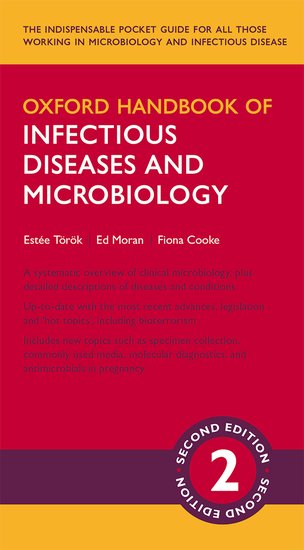 THE INDISPENSABLE POCKET GUIDE FOR ALL THOSE
WORKING IN MICROBIOLOGY AND INFECTIOUS DISEASE
OXFORD HANDBOOK OF
INFECTIOUS
DISEASES AND
MICROBIOLOGY
Estée Török | Ed Moran | Fiona Cooke
A systematic overview of clinical microbiology, plus
detailed descriptions of diseases and conditions
Up-to-date with the most recent advances, legislation
and 'hot topics', including bioterrorism
Includes new topics such as specimen collection,
commonly used media, molecular diagnostics, and
antimicrobials in pregnancy
SECOND EDITION
2
SECOND EDITION